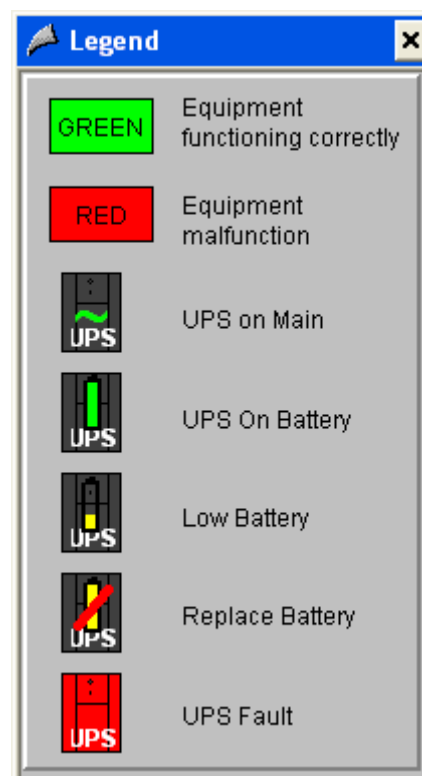 Legend
GREEN
Equipment
functioning correctly
RED
Equipment
malfunction
UPS
UPS on Main
UPS
UPS On Battery
UPS
Low Battery
UPS
Replace Battery
UPS
UPS Fault